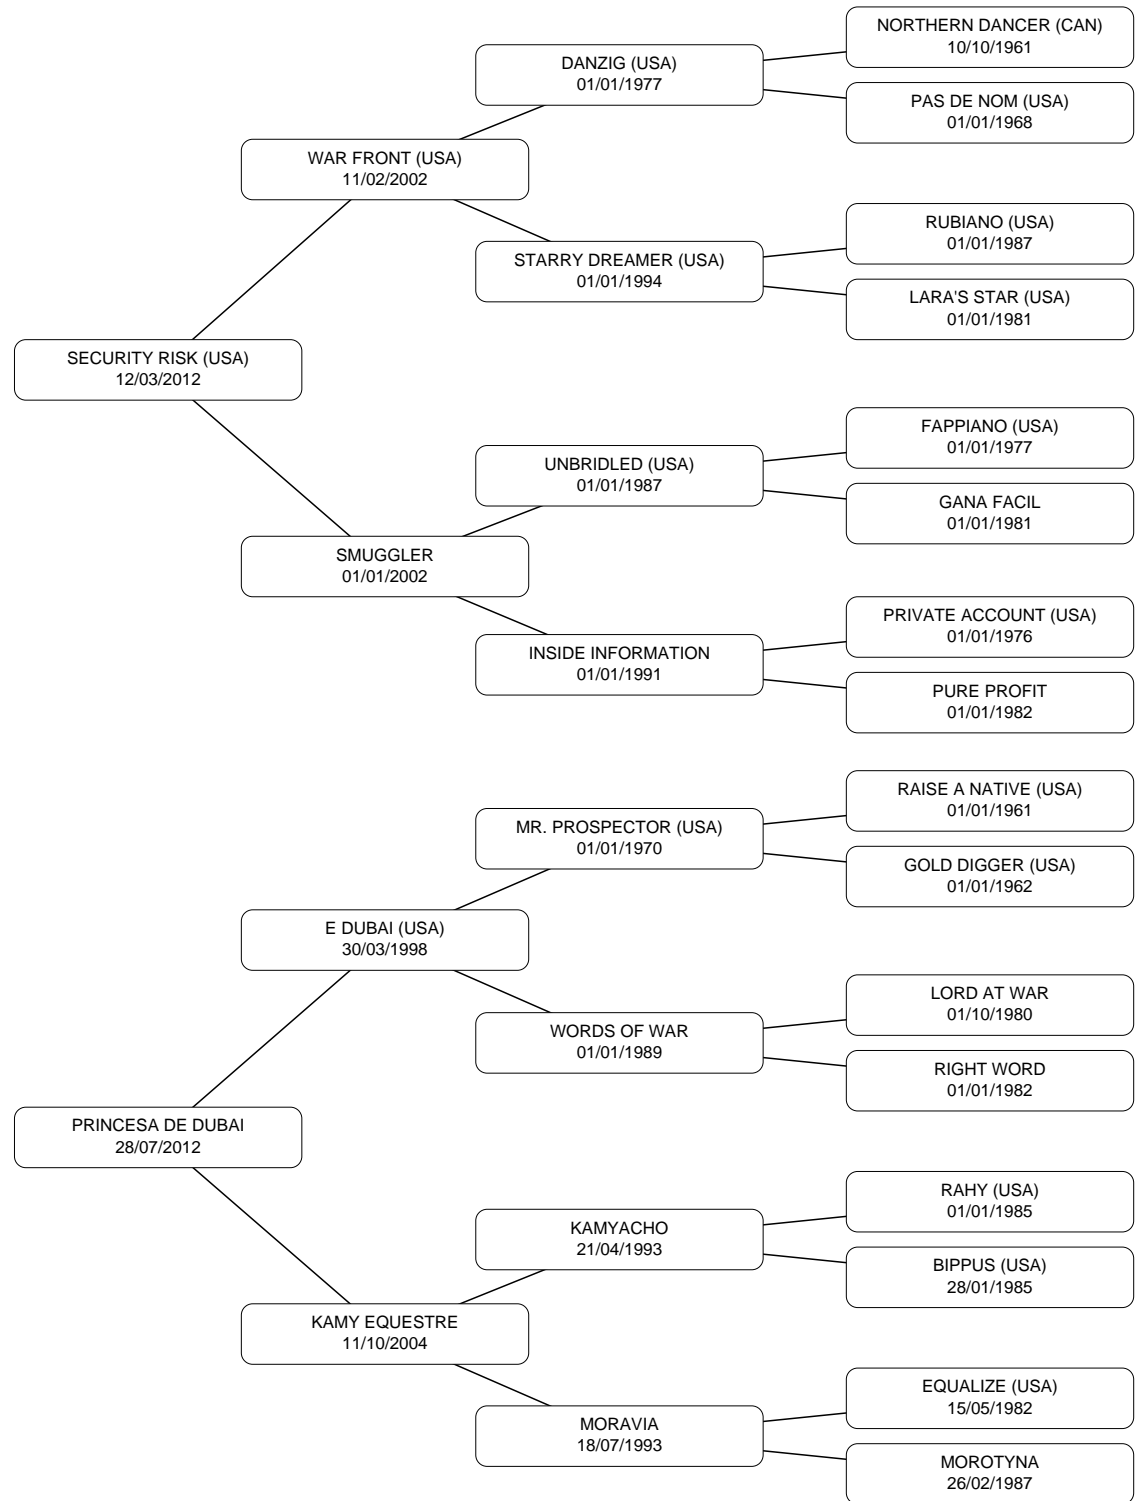 NORTHERN DANCER (CAN)
10/10/1961
DANZIG (USA)
01/01/1977
PAS DE NOM (USA)
01/01/1968
WAR FRONT (USA)
11/02/2002
RUBIANO (USA)
01/01/1987
STARRY DREAMER (USA)
01/01/1994
LARA'S STAR (USA)
01/01/1981
SECURITY RISK (USA)
12/03/2012
FAPPIANO (USA)
01/01/1977
UNBRIDLED (USA)
01/01/1987
GANA FACIL
01/01/1981
SMUGGLER
01/01/2002
PRIVATE ACCOUNT (USA)
01/01/1976
INSIDE INFORMATION
01/01/1991
PURE PROFIT
01/01/1982
RAISE A NATIVE (USA)
01/01/1961
MR. PROSPECTOR (USA)
01/01/1970
GOLD DIGGER (USA)
01/01/1962
E DUBAI (USA)
30/03/1998
LORD AT WAR
01/10/1980
WORDS OF WAR
01/01/1989
RIGHT WORD
01/01/1982
PRINCESA DE DUBAI
28/07/2012
RAHY (USA)
01/01/1985
KAMYACHO
21/04/1993
BIPPUS (USA)
28/01/1985
KAMY EQUESTRE
11/10/2004
EQUALIZE (USA)
15/05/1982
MORAVIA
18/07/1993
MOROTYNA
26/02/1987